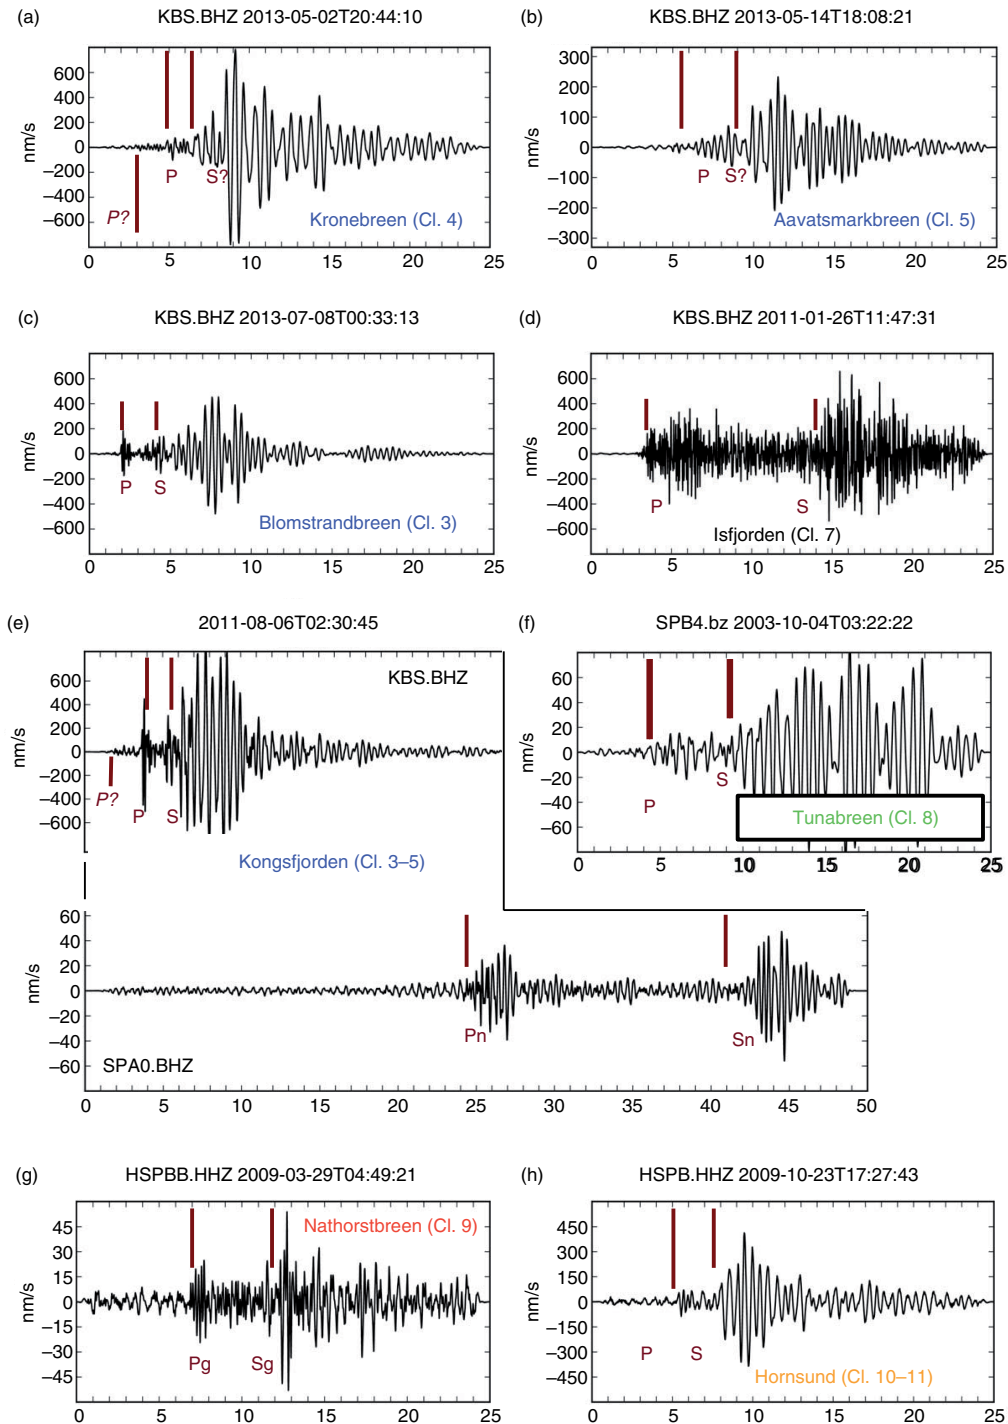 (a)
KBS.BHZ 2013-05-02T20:44:10
600
400
200
0
−200
−400
−600
nm/s
P?
P
S?
Kronebreen (Cl. 4)
0 5 10 15 20 25
(b)
KBS.BHZ 2013-05-14T18:08:21
300
200
100
0
−100
−200
−300
nm/s
P
S?
Aavatsmarkbreen (Cl. 5)
0 5 10 15 20 25
(c)
KBS.BHZ 2013-07-08T00:33:13
600
400
200
0
−200
−400
−600
nm/s
P
S
Blomstrandbreen (Cl. 3)
0 5 10 15 20 25
(d)
KBS.BHZ 2011-01-26T11:47:31
600
400
200
0
−200
−400
−600
nm/s
P
S
Isfjorden (Cl. 7)
0 5 10 15 20 25
(e)
2011-08-06T02:30:45
KBS.BHZ
600
400
200
0
−200
−400
−600
nm/s
P?
P
S
Kongsfjorden (Cl. 3–5)
60
40
20
0
−20
−40
−60
nm/s
Pn
Sn
SPA0.BHZ
0 5 10 15 20 25 30 35 40 45 50
(f)
SPB4.bz 2003-10-04T03:22:22
60
40
20
0
−20
−40
−60
nm/s
P
S
Tunabreen (Cl. 8)
0 5 10 15 20 25
(g)
HSPBB.HHZ 2009-03-29T04:49:21
45
30
15
0
−15
−30
−45
nm/s
Nathorstbreen (Cl. 9)
Pg
Sg
0 5 10 15 20 25
(h)
HSPB.HHZ 2009-10-23T17:27:43
450
300
150
0
−150
−300
−450
nm/s
P
S
Hornsund (Cl. 10–11)
0 5 10 15 20 25